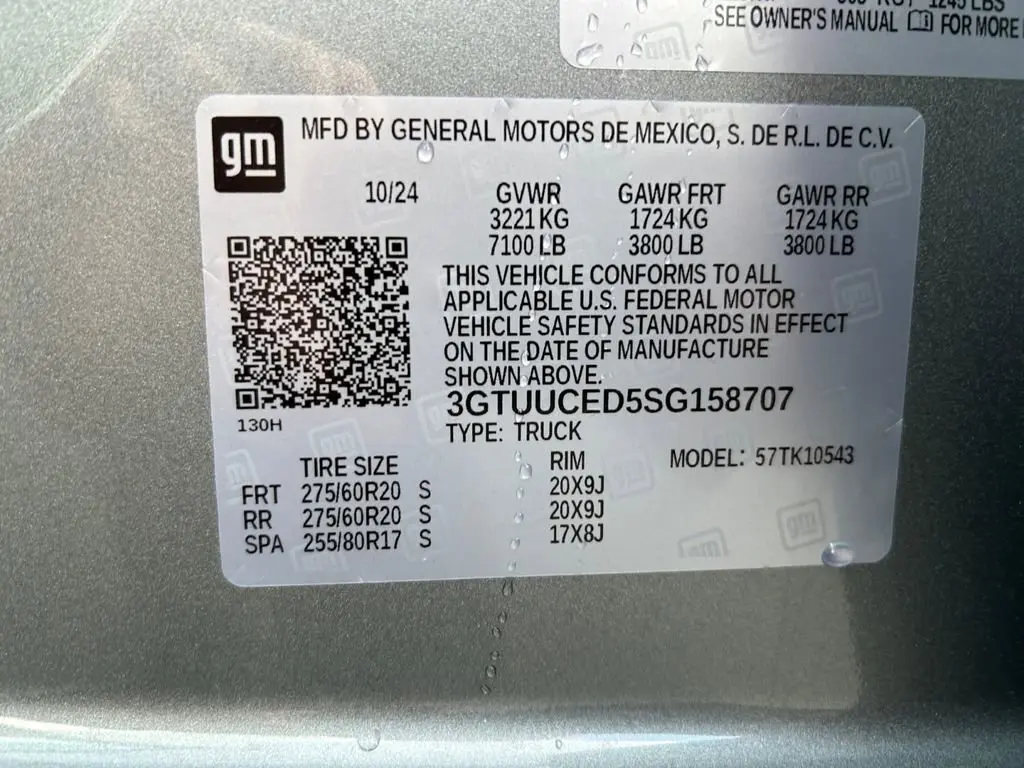 SEE OWNER'S MANUAL FOR MORE
gm MFD BY GENERAL MOTORS DE MEXICO, S. DE R.L. DE C.V.
10/24 GVWR GAWR FRT GAWR RR
3221 KG 1724 KG 1724 KG
7100 LB 3800 LB 3800 LB
THIS VEHICLE CONFORMS TO ALL
APPLICABLE U.S. FEDERAL MOTOR
VEHICLE SAFETY STANDARDS IN EFFECT
ON THE DATE OF MANUFACTURE
SHOWN ABOVE.
3GTUUCED5SG158707
130H
TYPE: TRUCK
TIRE SIZE RIM MODEL: 57TK10543
FRT 275/60R20 S 20X9J
RR 275/60R20 S 20X9J
SPA 255/80R17 S 17X8J